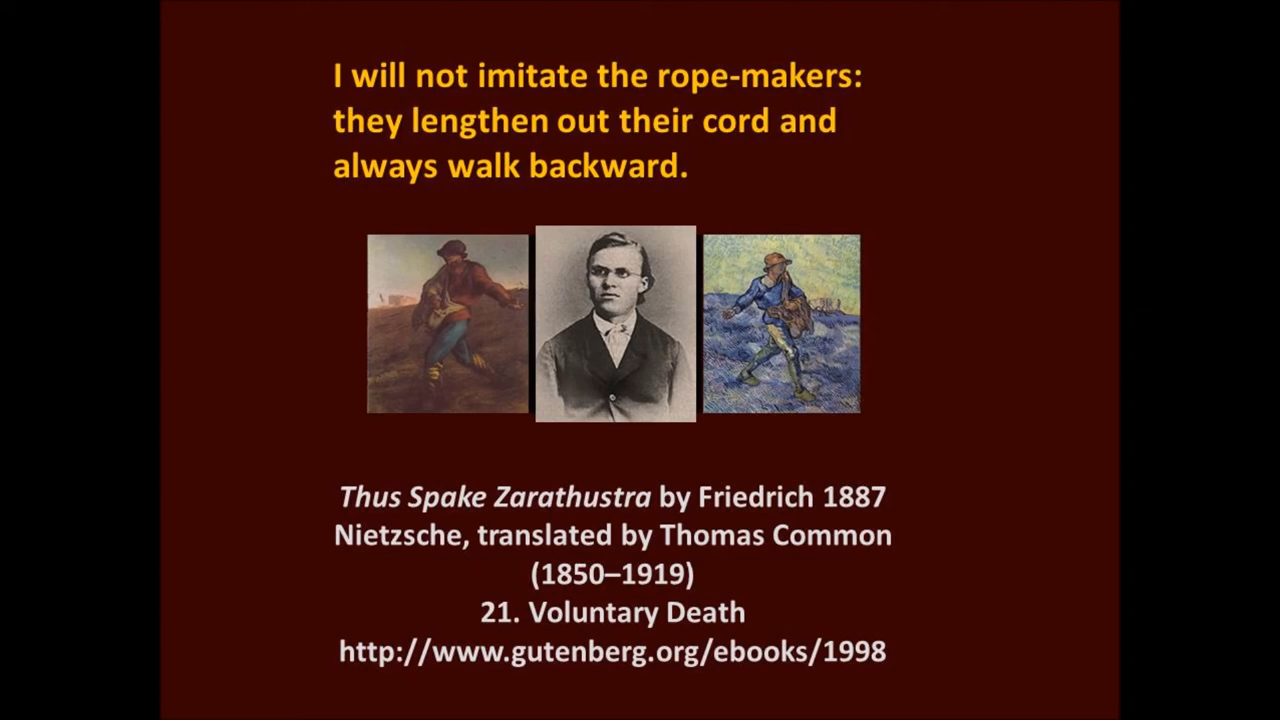 I will not imitate the rope-makers:
they lengthen out their cord and
always walk backward.
Thus Spake Zarathustra by Friedrich 1887
Nietzsche, translated by Thomas Common
(1850–1919)
21. Voluntary Death
http://www.gutenberg.org/ebooks/1998